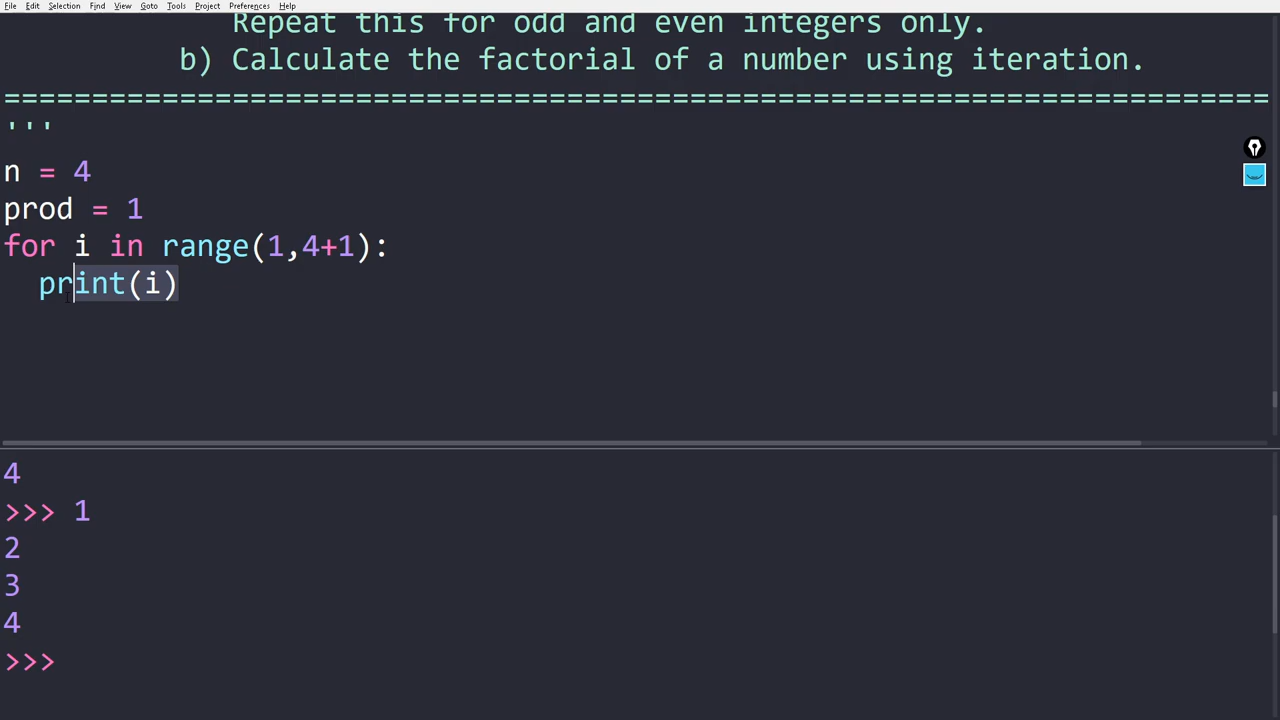 File Edit Selection Find View Goto Tools Project Preferences Help
Repeat this for odd and even integers only.
b) Calculate the factorial of a number using iteration.
========================================================================
'''
n = 4
prod = 1
for i in range(1,4+1):
print(i)
4
>>> 1
2
3
4
>>>